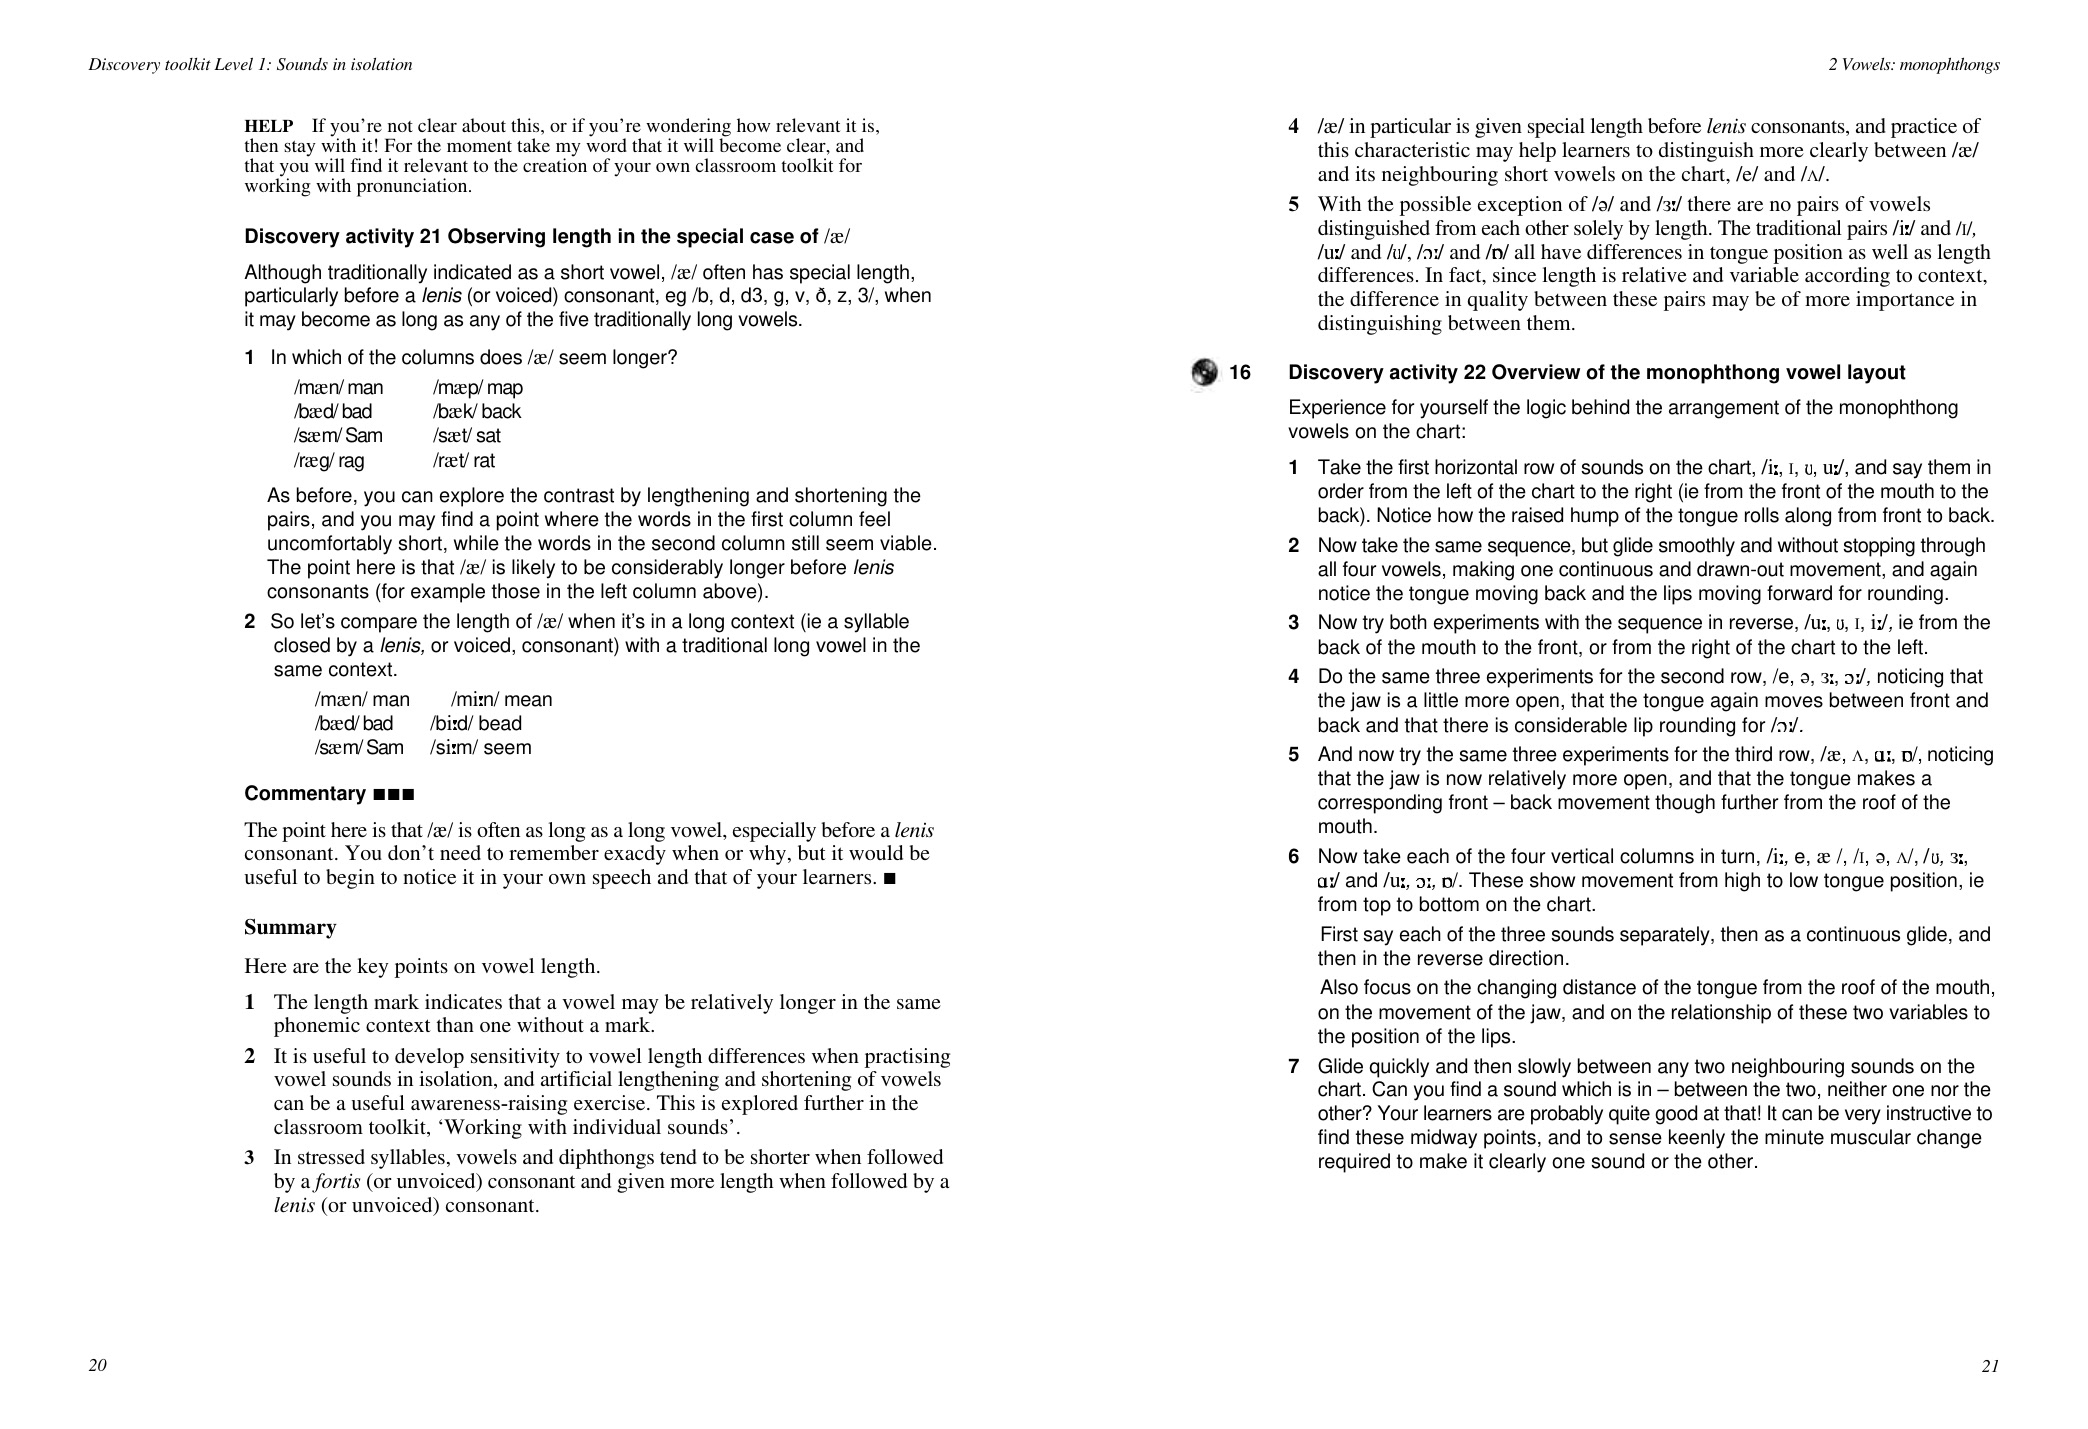 Discovery toolkit Level 1: Sounds in isolation
HELP If you're not clear about this, or if you're wondering how relevant it is,
then stay with it! For the moment take my word that it will become clear, and
that you will find it relevant to the creation of your own classroom toolkit for
working with pronunciation.
Discovery activity 21 Observing length in the special case of /æ/
Although traditionally indicated as a short vowel, /æ/ often has special length,
particularly before a lenis (or voiced) consonant, eg /b, d, d3, g, v, ð, z, 3/, when
it may become as long as any of the five traditionally long vowels.
1 In which of the columns does /æ/ seem longer?
/mæn/ man /mæp/ map
/bæd/ bad /bæk/ back
/sæm/ Sam /sæt/ sat
/ræg/ rag /ræt/ rat
As before, you can explore the contrast by lengthening and shortening the
pairs, and you may find a point where the words in the first column feel
uncomfortably short, while the words in the second column still seem viable.
The point here is that /æ/ is likely to be considerably longer before lenis
consonants (for example those in the left column above).
2 So let's compare the length of /æ/ when it's in a long context (ie a syllable
closed by a lenis, or voiced, consonant) with a traditional long vowel in the
same context.
/mæn/ man /miːn/ mean
/bæd/ bad /biːd/ bead
/sæm/ Sam /siːm/ seem
Commentary ■■■
The point here is that /æ/ is often as long as a long vowel, especially before a lenis
consonant. You don't need to remember exacdy when or why, but it would be
useful to begin to notice it in your own speech and that of your learners. ■
Summary
Here are the key points on vowel length.
1 The length mark indicates that a vowel may be relatively longer in the same
phonemic context than one without a mark.
2 It is useful to develop sensitivity to vowel length differences when practising
vowel sounds in isolation, and artificial lengthening and shortening of vowels
can be a useful awareness-raising exercise. This is explored further in the
classroom toolkit, 'Working with individual sounds'.
3 In stressed syllables, vowels and diphthongs tend to be shorter when followed
by a fortis (or unvoiced) consonant and given more length when followed by a
lenis (or unvoiced) consonant.
20
2 Vowels: monophthongs
4 /æ/ in particular is given special length before lenis consonants, and practice of
this characteristic may help learners to distinguish more clearly between /æ/
and its neighbouring short vowels on the chart, /e/ and /ʌ/.
5 With the possible exception of /ə/ and /ɜː/ there are no pairs of vowels
distinguished from each other solely by length. The traditional pairs /iː/ and /ɪ/,
/uː/ and /ʊ/, /ɔː/ and /ɒ/ all have differences in tongue position as well as length
differences. In fact, since length is relative and variable according to context,
the difference in quality between these pairs may be of more importance in
distinguishing between them.
16 Discovery activity 22 Overview of the monophthong vowel layout
Experience for yourself the logic behind the arrangement of the monophthong
vowels on the chart:
1 Take the first horizontal row of sounds on the chart, /iː, ɪ, ʊ, uː/, and say them in
order from the left of the chart to the right (ie from the front of the mouth to the
back). Notice how the raised hump of the tongue rolls along from front to back.
2 Now take the same sequence, but glide smoothly and without stopping through
all four vowels, making one continuous and drawn-out movement, and again
notice the tongue moving back and the lips moving forward for rounding.
3 Now try both experiments with the sequence in reverse, /uː, ʊ, ɪ, iː/, ie from the
back of the mouth to the front, or from the right of the chart to the left.
4 Do the same three experiments for the second row, /e, ə, ɜː, ɔː/, noticing that
the jaw is a little more open, that the tongue again moves between front and
back and that there is considerable lip rounding for /ɔː/.
5 And now try the same three experiments for the third row, /æ, ʌ, ɑː, ɒ/, noticing
that the jaw is now relatively more open, and that the tongue makes a
corresponding front – back movement though further from the roof of the
mouth.
6 Now take each of the four vertical columns in turn, /iː, e, æ /, /ɪ, ə, ʌ/, /ʊ, ɜː,
ɑː/ and /uː, ɔː, ɒ/. These show movement from high to low tongue position, ie
from top to bottom on the chart.
First say each of the three sounds separately, then as a continuous glide, and
then in the reverse direction.
Also focus on the changing distance of the tongue from the roof of the mouth,
on the movement of the jaw, and on the relationship of these two variables to
the position of the lips.
7 Glide quickly and then slowly between any two neighbouring sounds on the
chart. Can you find a sound which is in – between the two, neither one nor the
other? Your learners are probably quite good at that! It can be very instructive to
find these midway points, and to sense keenly the minute muscular change
required to make it clearly one sound or the other.
21